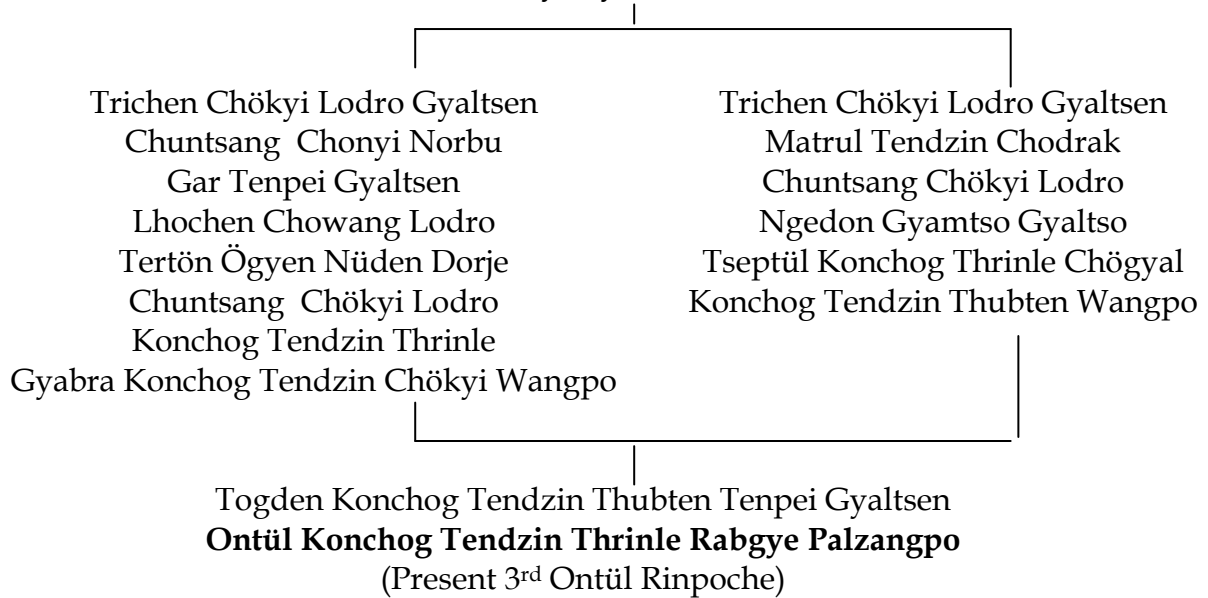 Trichen Chökyi Lodro Gyaltsen
Chuntsang Chonyi Norbu
Gar Tenpei Gyaltsen
Lhochen Chowang Lodro
Tertön Ögyen Nüden Dorje
Chuntsang Chökyi Lodro
Konchog Tendzin Thrinle
Gyabra Konchog Tendzin Chökyi Wangpo
Trichen Chökyi Lodro Gyaltsen
Matrul Tendzin Chodrak
Chuntsang Chökyi Lodro
Ngedon Gyamtso Gyaltso
Tseptül Konchog Thrinle Chögyal
Konchog Tendzin Thubten Wangpo
Togden Konchog Tendzin Thubten Tenpei Gyaltsen
Ontül Konchog Tendzin Thrinle Rabgye Palzangpo
(Present 3rd Ontül Rinpoche)